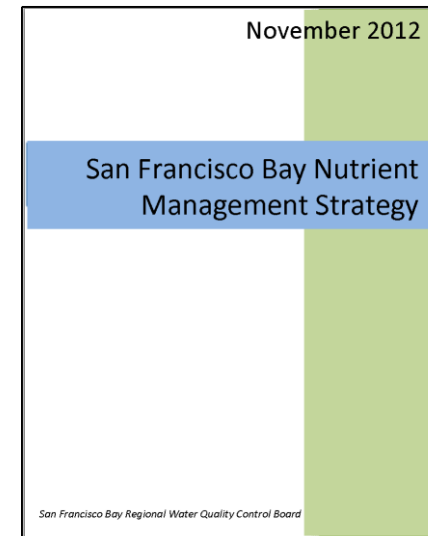 November 2012
San Francisco Bay Nutrient
Management Strategy
San Francisco Bay Regional Water Quality Control Board